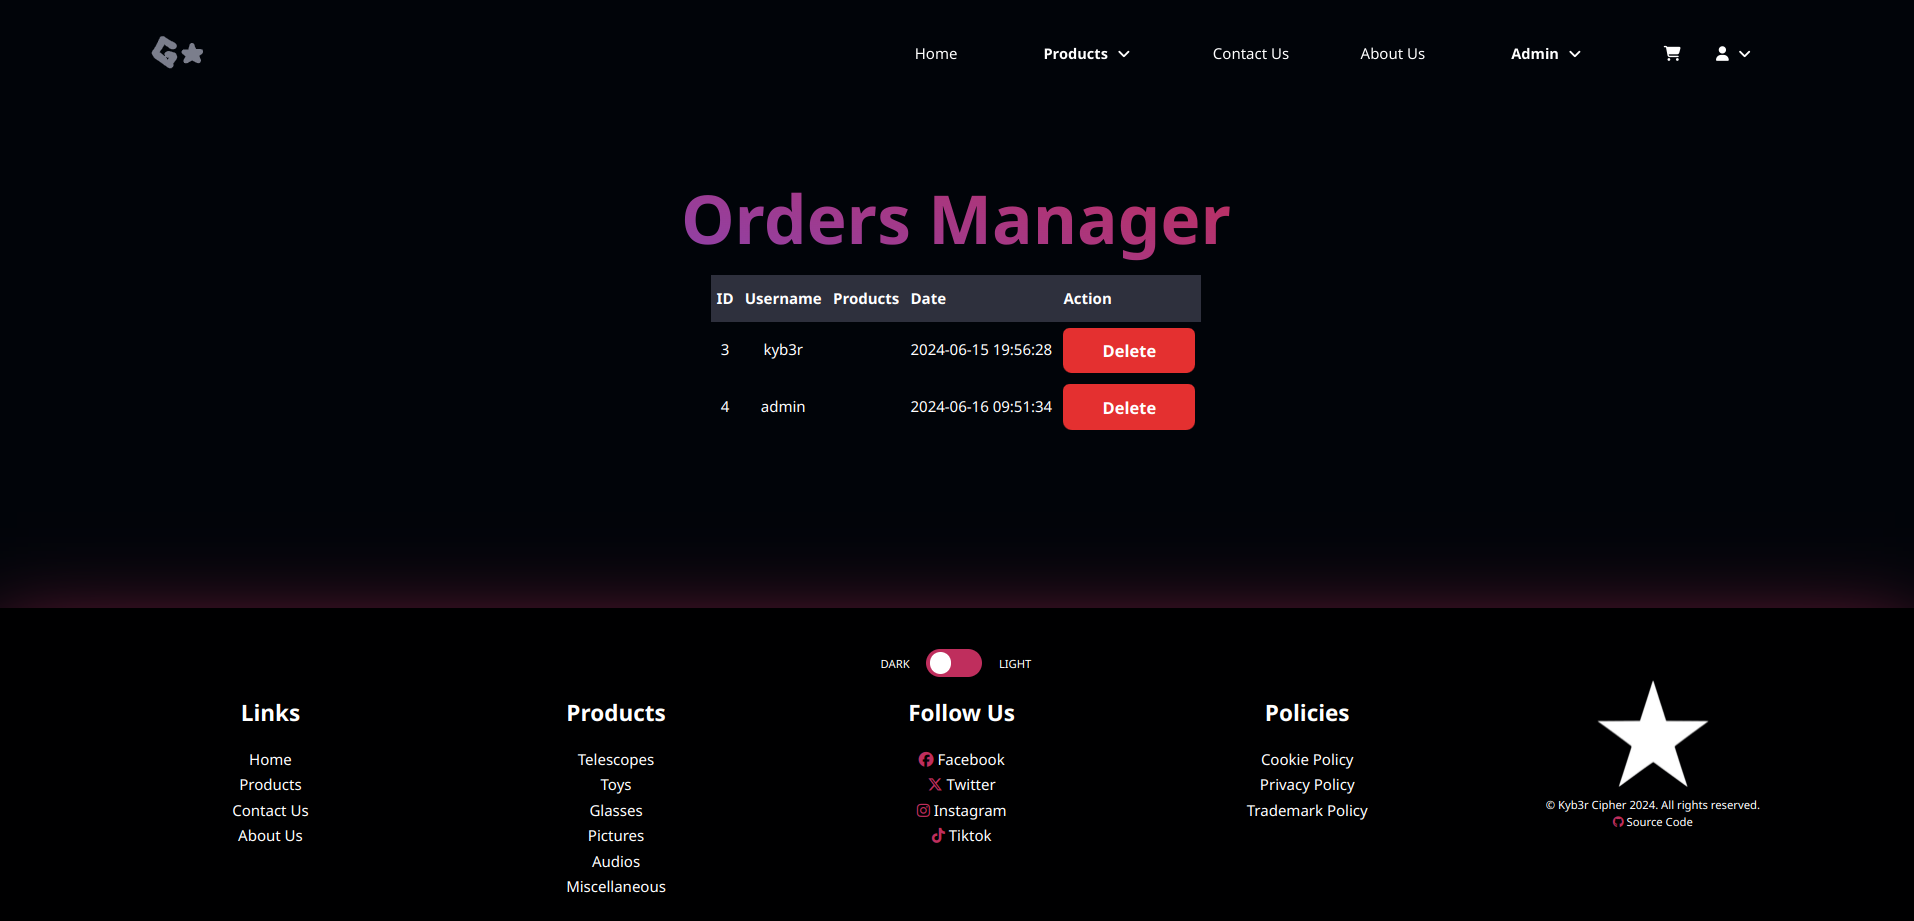 Home Products Contact Us About Us Admin
Orders Manager
ID Username Products Date Action
3 kyb3r 2024-06-15 19:56:28 Delete
4 admin 2024-06-16 09:51:34 Delete
DARK LIGHT
Links
Home
Products
Contact Us
About Us
Products
Telescopes
Toys
Glasses
Pictures
Audios
Miscellaneous
Follow Us
Facebook
Twitter
Instagram
Tiktok
Policies
Cookie Policy
Privacy Policy
Trademark Policy
© Kyb3r Cipher 2024. All rights reserved.
Source Code